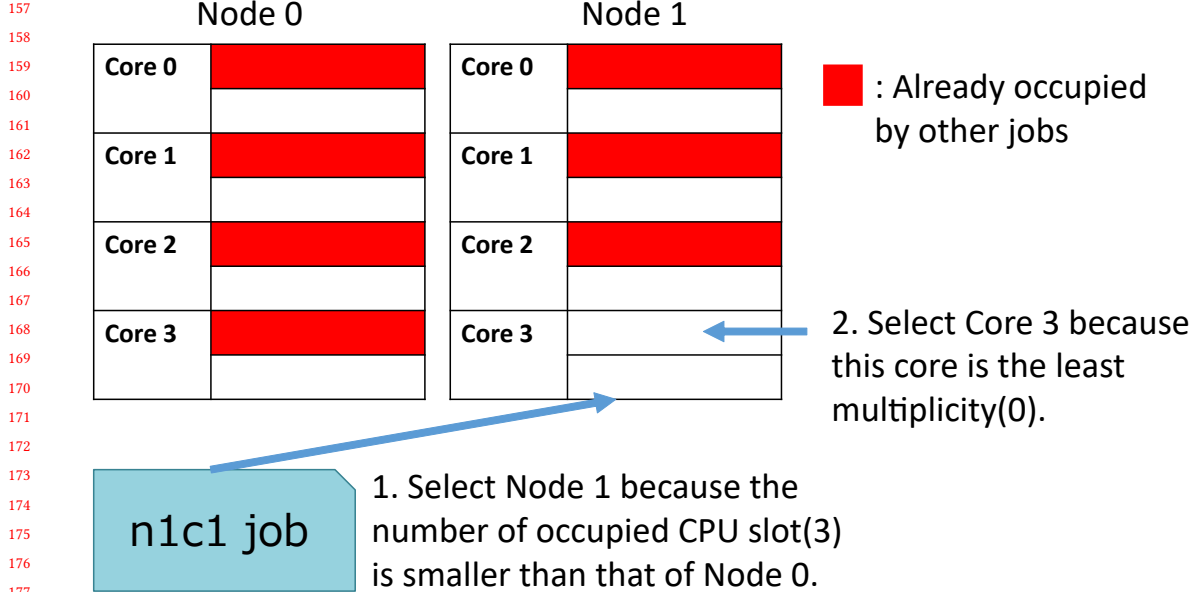 157
158
159
160
161
162
163
164
165
166
167
168
169
170
171
172
173
174
175
176
177
Node 0
Node 1
Core 0
Core 1
Core 2
Core 3
Core 0
Core 1
Core 2
Core 3
: Already occupied
by other jobs
2. Select Core 3 because
this core is the least
multiplicity(0).
n1c1 job
1. Select Node 1 because the
number of occupied CPU slot(3)
is smaller than that of Node 0.